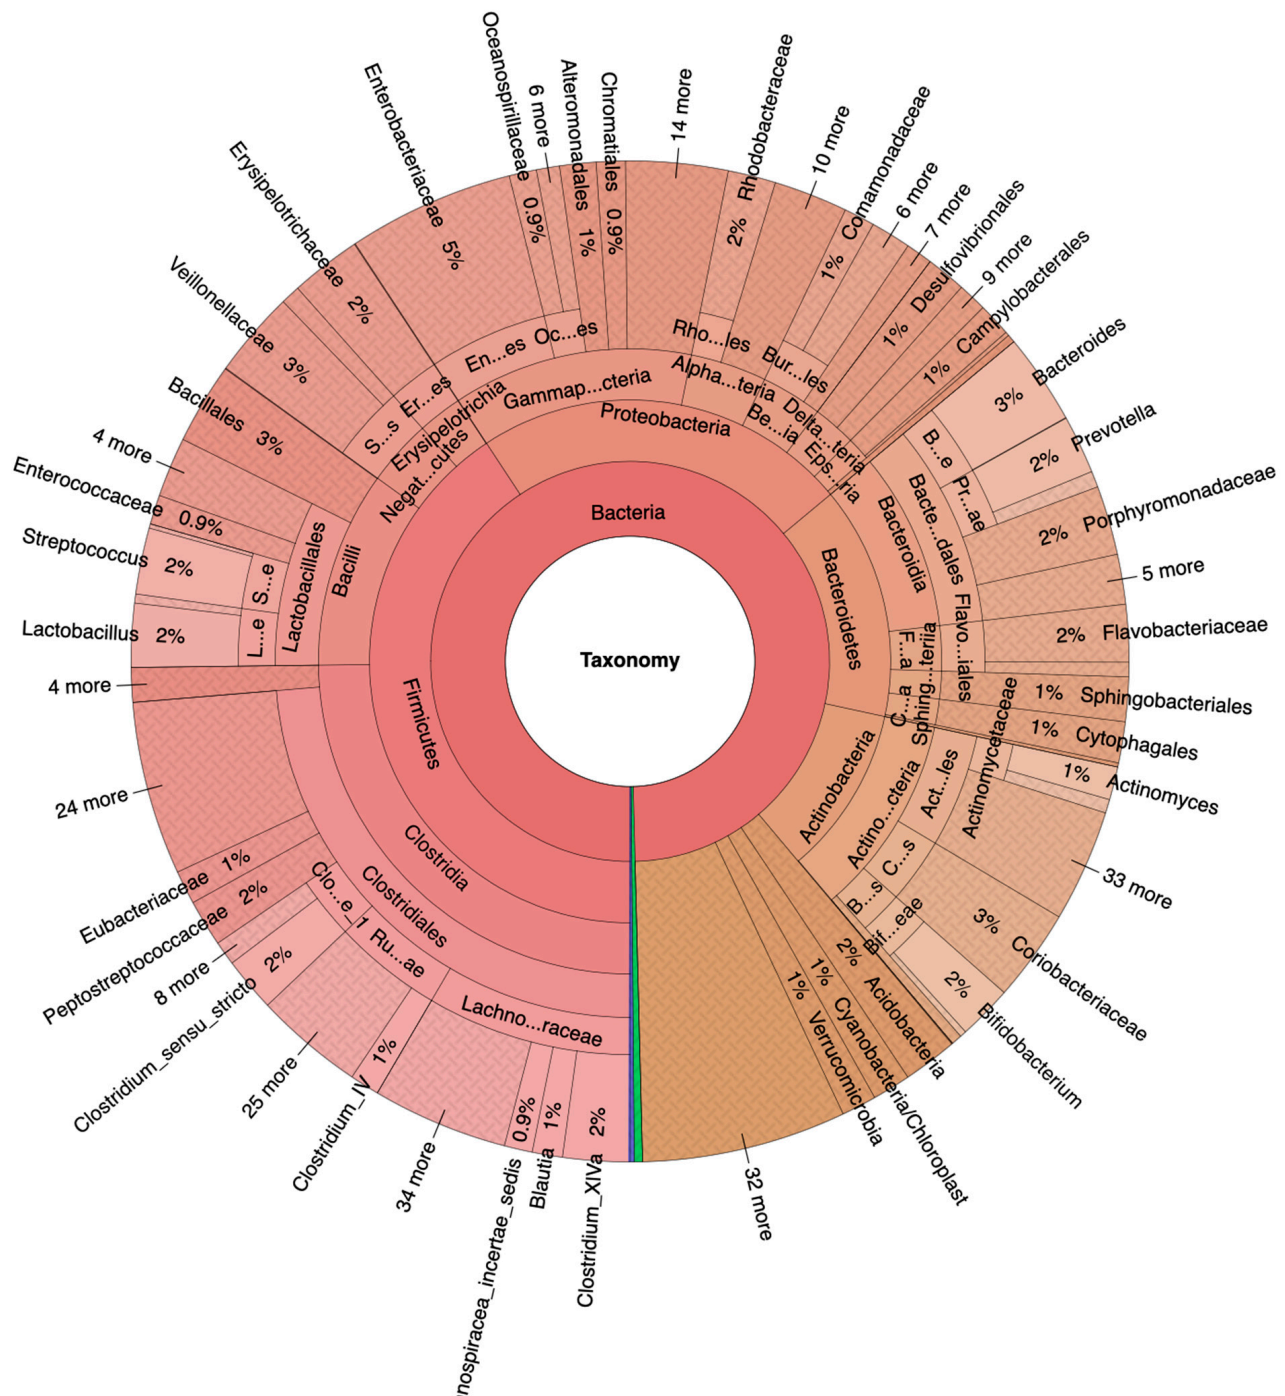 Taxonomy
Bacteria
Firmicutes
Proteobacteria
Bacteroidetes
Actinobacteria
Clostridia
Clostridiales
Bacilli
Lactobacillales
Negat...cutes
Erysipelotrichia
Gammap...cteria
Alpha...teria
Be...ia
Delta...teria
Eps...ria
Bacteroidia
Bacte...dales
Flavo...iales
F...a
Sphing...teriia
C...a
Actino...cteria
Act...les
Actinomycetaceae
C...s
B...s
Bif...eae
B...e
Pr...ae
S...s
Er...es
En...es
Oc...es
Rho...les
Bur...les
S...e
L...e
Clo...e_1
Ru...ae
Lachno...raceae
14 more
2% Rhodobacteraceae
10 more
1% Comamonadaceae
6 more
7 more
1% Desulfovibrionales
9 more
1% Campylobacterales
3% Bacteroides
2% Prevotella
2% Porphyromonadaceae
5 more
2% Flavobacteriaceae
1% Sphingobacteriales
1% Cytophagales
1% Actinomyces
33 more
3% Coriobacteriaceae
2% Bifidobacterium
2% Acidobacteria
1% Cyanobacteria/Chloroplast
1% Verrucomicrobia
32 more
Clostridium_XIVa 2%
Blautia 1%
nospiracea_incertae_sedis 0.9%
34 more
Clostridium_IV 1%
25 more
Clostridium_sensu_stricto 2%
8 more
Peptostreptococcaceae 2%
Eubacteriaceae 1%
24 more
4 more
Lactobacillus 2%
Streptococcus 2%
Enterococcaceae 0.9%
4 more
Bacillales 3%
Veillonellaceae 3%
Erysipelotrichaceae 2%
Enterobacteriaceae 5%
Oceanospirillaceae 0.9%
6 more
Alteromonadales 1%
Chromatiales 0.9%